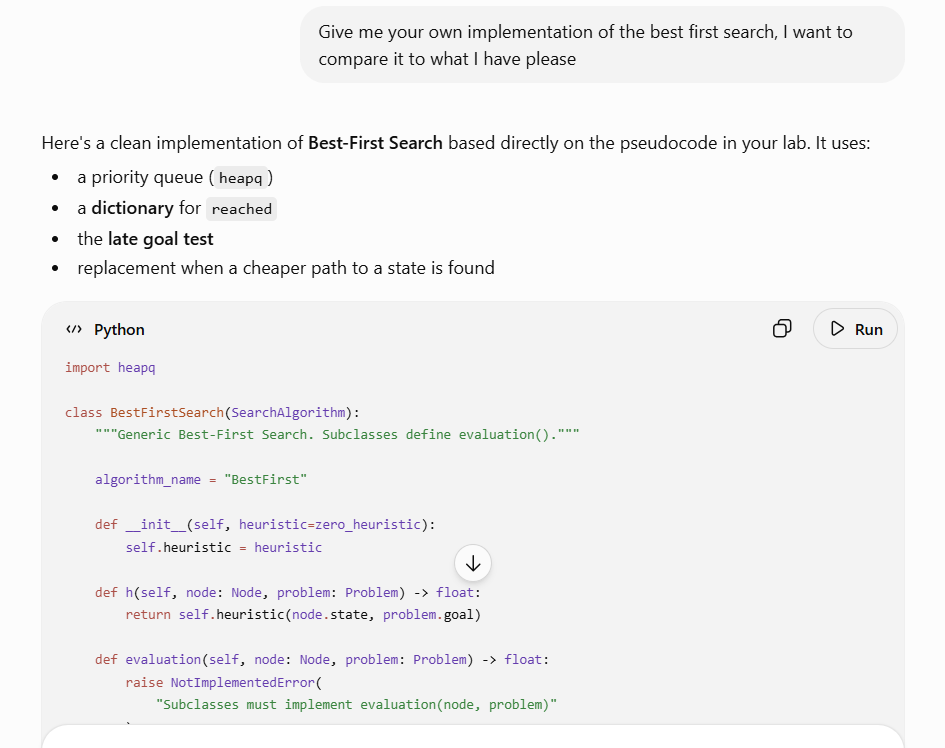 Give me your own implementation of the best first search, I want to
compare it to what I have please
Here's a clean implementation of Best-First Search based directly on the pseudocode in your lab. It uses:
• a priority queue ( heapq )
• a dictionary for reached
• the late goal test
• replacement when a cheaper path to a state is found
</> Python Run
import heapq
class BestFirstSearch(SearchAlgorithm):
"""Generic Best-First Search. Subclasses define evaluation()."""
algorithm_name = "BestFirst"
def __init__(self, heuristic=zero_heuristic):
self.heuristic = heuristic
def h(self, node: Node, problem: Problem) -> float:
return self.heuristic(node.state, problem.goal)
def evaluation(self, node: Node, problem: Problem) -> float:
raise NotImplementedError(
"Subclasses must implement evaluation(node, problem)"